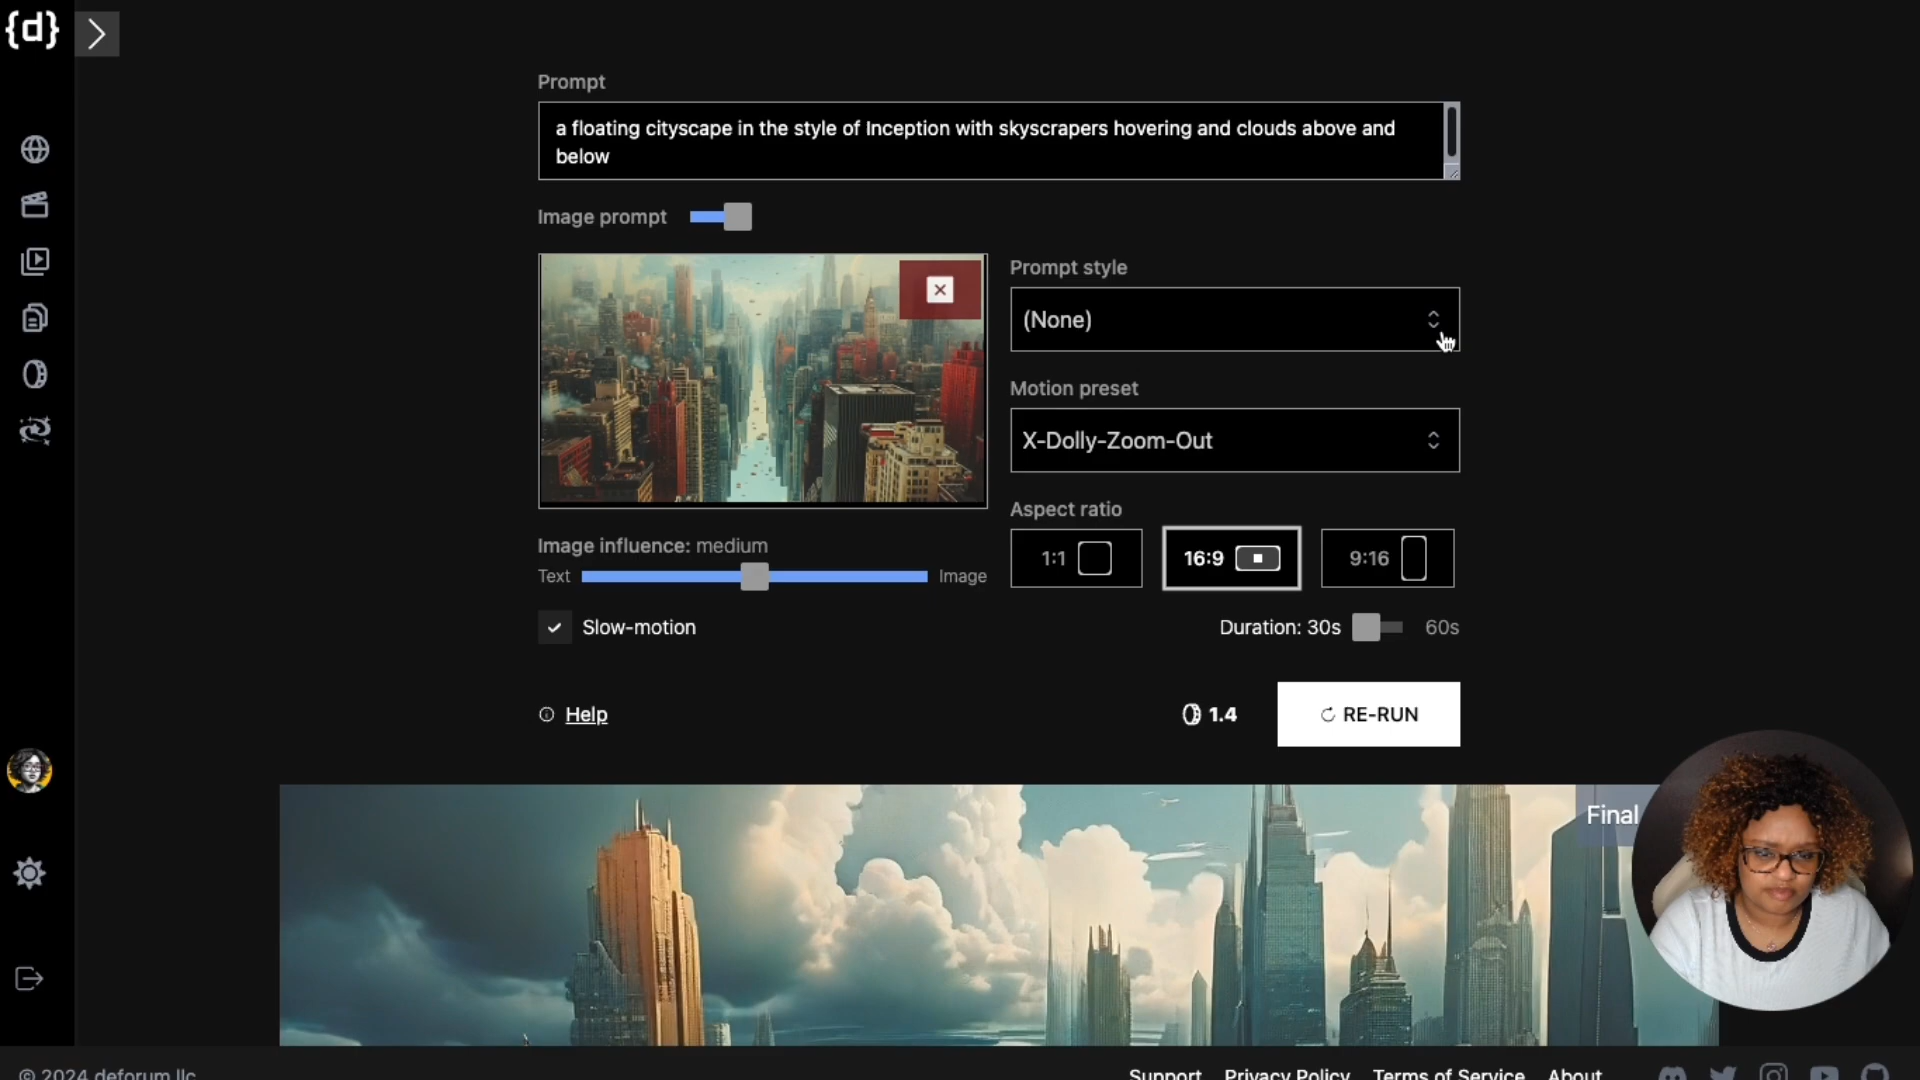 {d}
Prompt
a floating cityscape in the style of Inception with skyscrapers hovering and clouds above and
below
Image prompt
Prompt style
(None)
Motion preset
X-Dolly-Zoom-Out
Aspect ratio
1:1
16:9
9:16
Image influence: medium
Text
Image
Slow-motion
Duration: 30s
60s
Help
1.4
RE-RUN
Final
© 2024 deforum llc
Support
Privacy Policy
Terms of Service
About